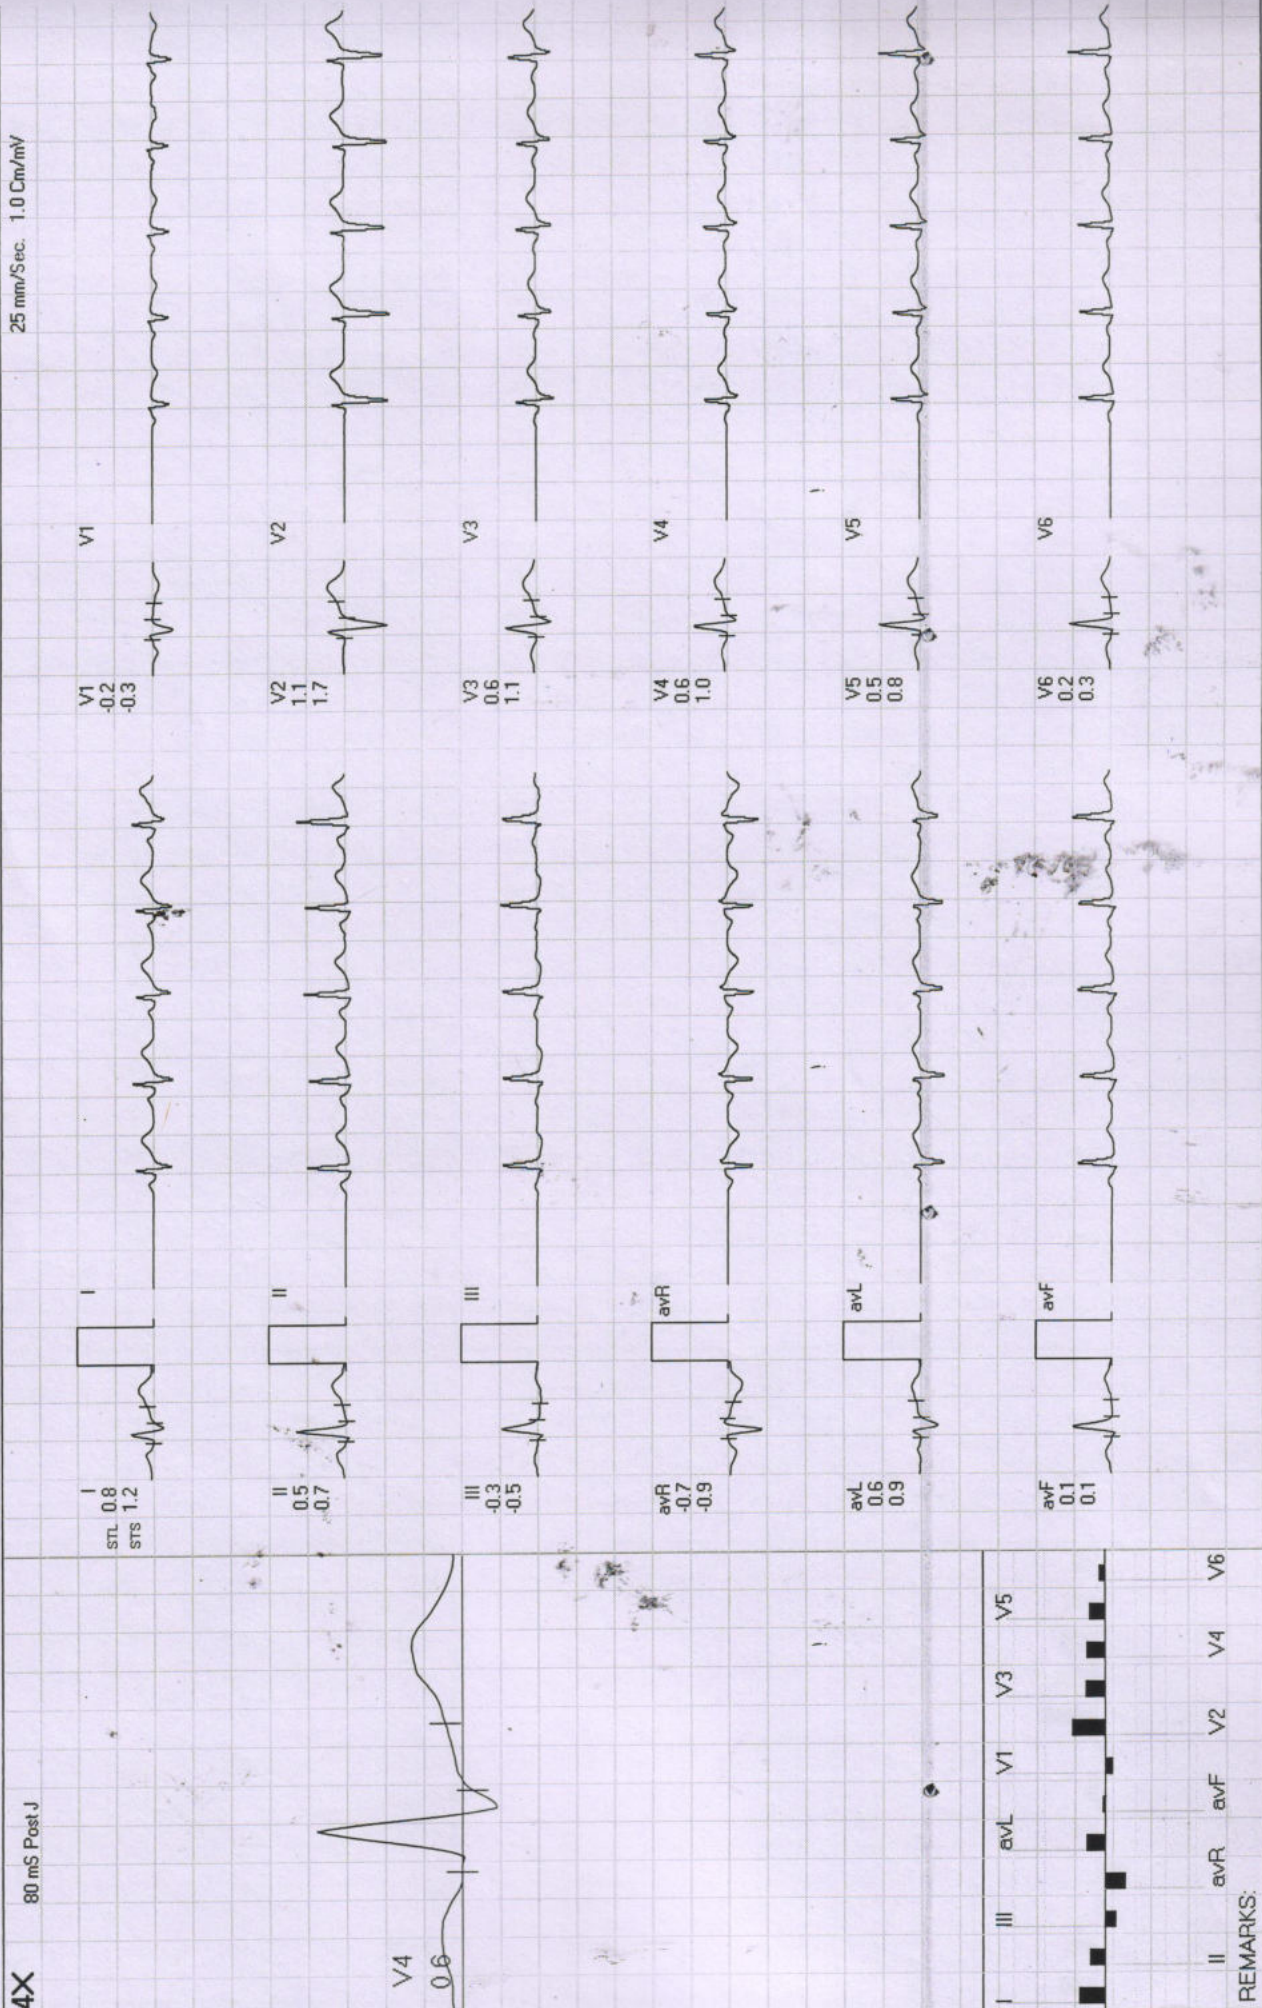 4X
80 mS Post J
25 mm/Sec. 1.0 Cm/mV
V4
0.6
I
STL 0.8
STS 1.2
I
V1
-0.2
-0.3
V1
II
0.5
0.7
II
V2
1.1
1.7
V2
III
-0.3
-0.5
III
V3
0.6
1.1
V3
avR
-0.7
-0.9
avR
V4
0.6
1.0
V4
avL
0.6
0.9
avL
V5
0.5
0.8
V5
avF
0.1
0.1
avF
V6
0.2
0.3
V6
I III avL V1 V3 V5
II avR avF V2 V4 V6
REMARKS: